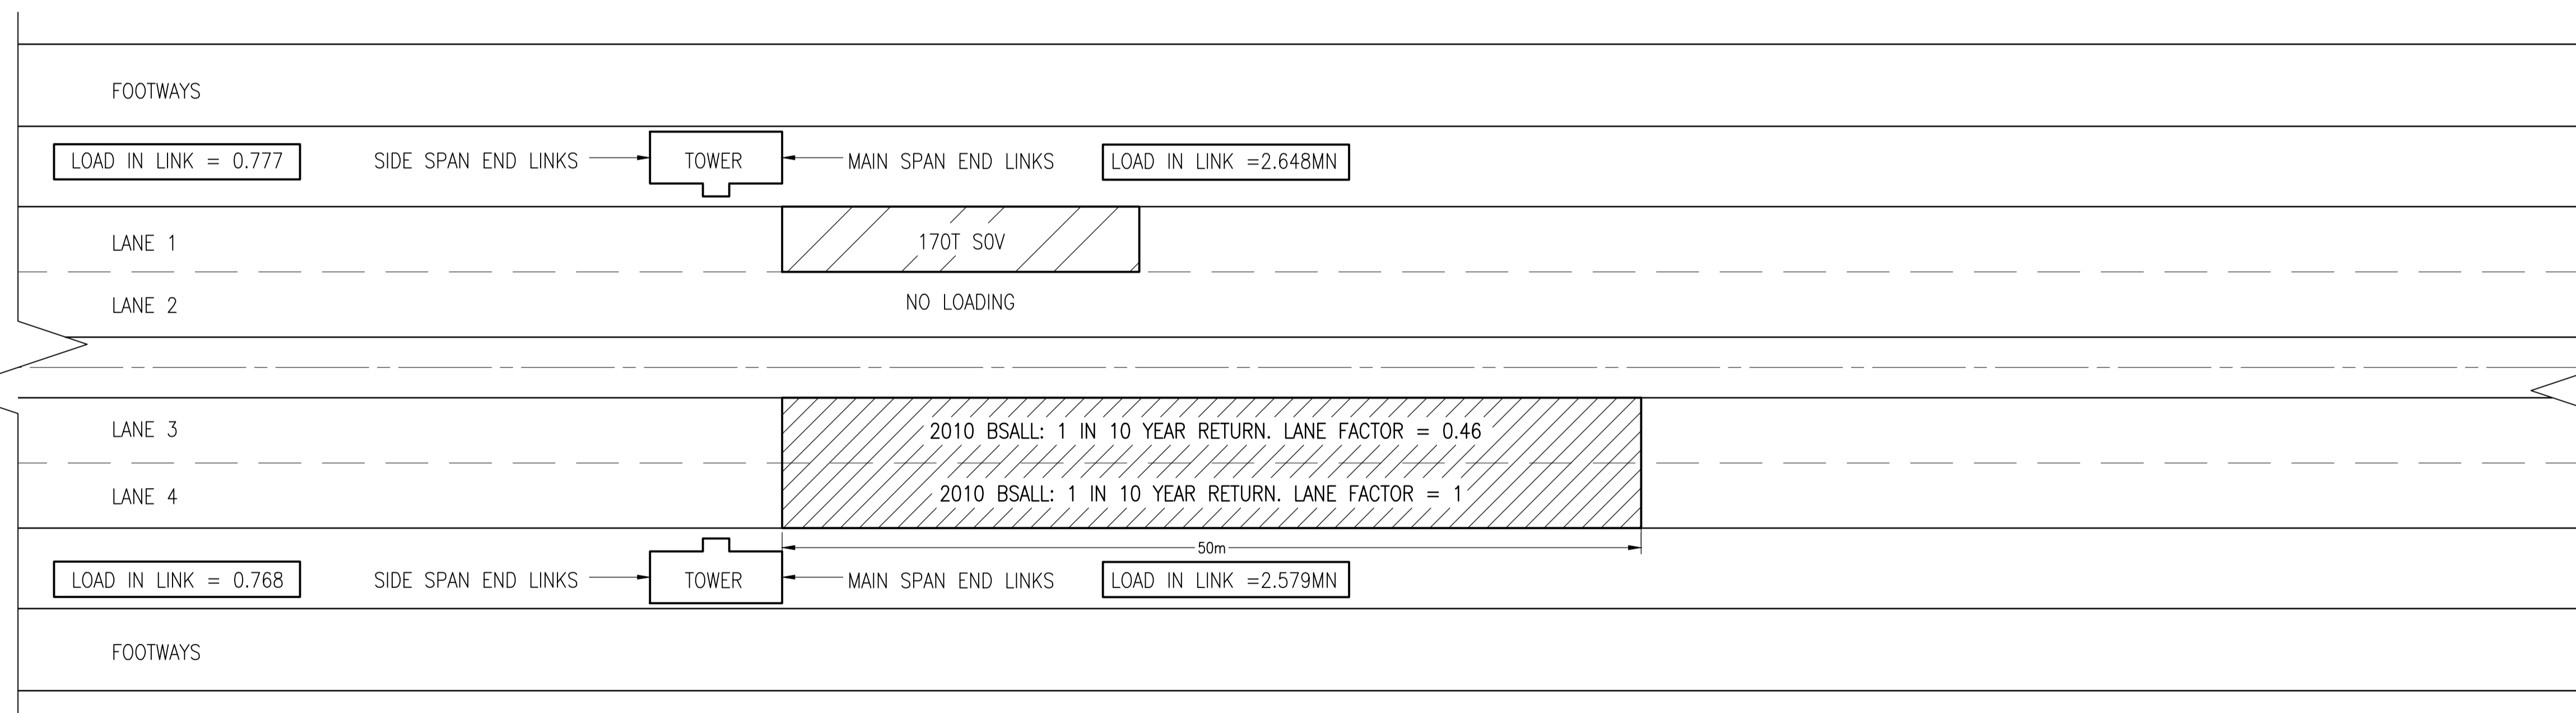 FOOTWAYS
LOAD IN LINK = 0.777
SIDE SPAN END LINKS
TOWER
MAIN SPAN END LINKS
LOAD IN LINK =2.648MN
LANE 1
170T SOV
LANE 2
NO LOADING
LANE 3
2010 BSALL: 1 IN 10 YEAR RETURN. LANE FACTOR = 0.46
LANE 4
2010 BSALL: 1 IN 10 YEAR RETURN. LANE FACTOR = 1
50m
LOAD IN LINK = 0.768
SIDE SPAN END LINKS
TOWER
MAIN SPAN END LINKS
LOAD IN LINK =2.579MN
FOOTWAYS